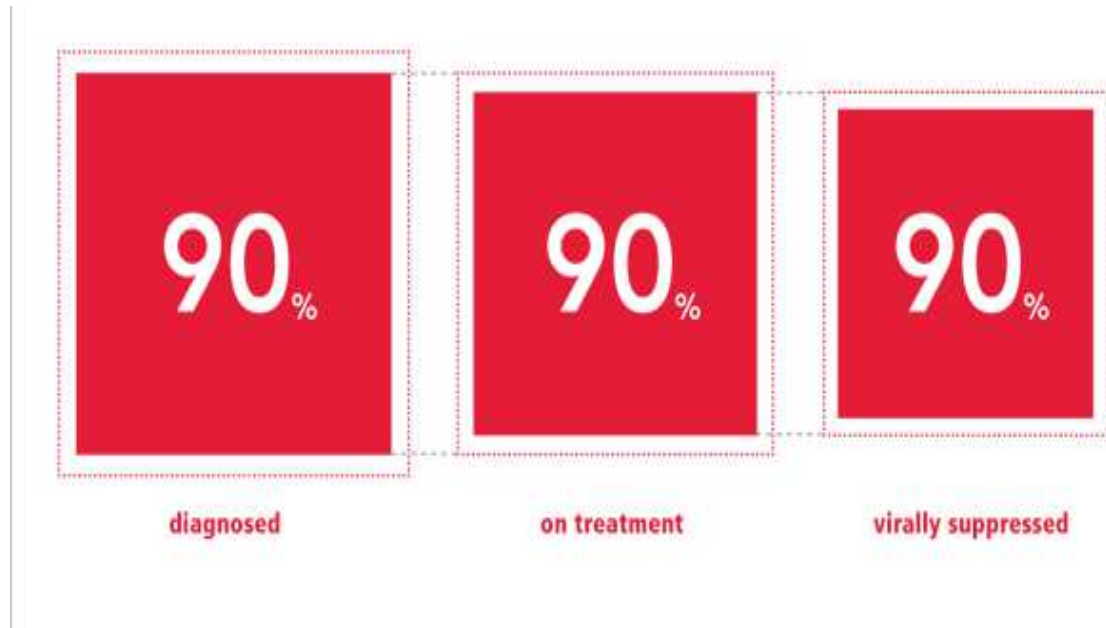 90%
90%
90%
diagnosed
on treatment
virally suppressed